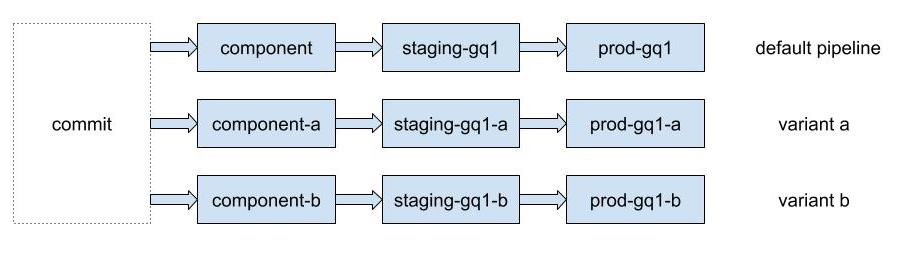 component
staging-gq1
prod-gq1
default pipeline
commit
component-a
staging-gq1-a
prod-gq1-a
variant a
component-b
staging-gq1-b
prod-gq1-b
variant b